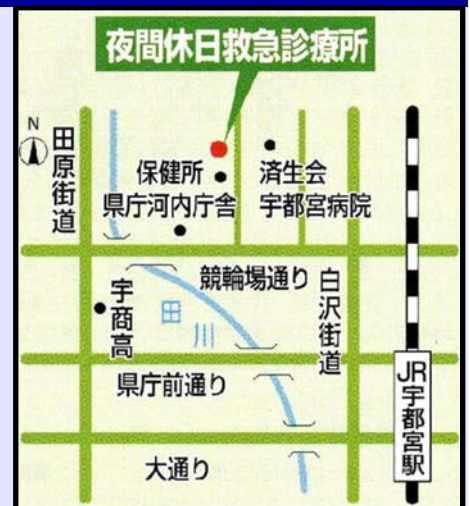 夜間休日救急診療所
N
田原街道
保健所
済生会
宇都宮病院
県庁河内庁舎
競輪場通り
白沢街道
宇商高
田川
県庁前通り
JR宇都宮駅
大通り